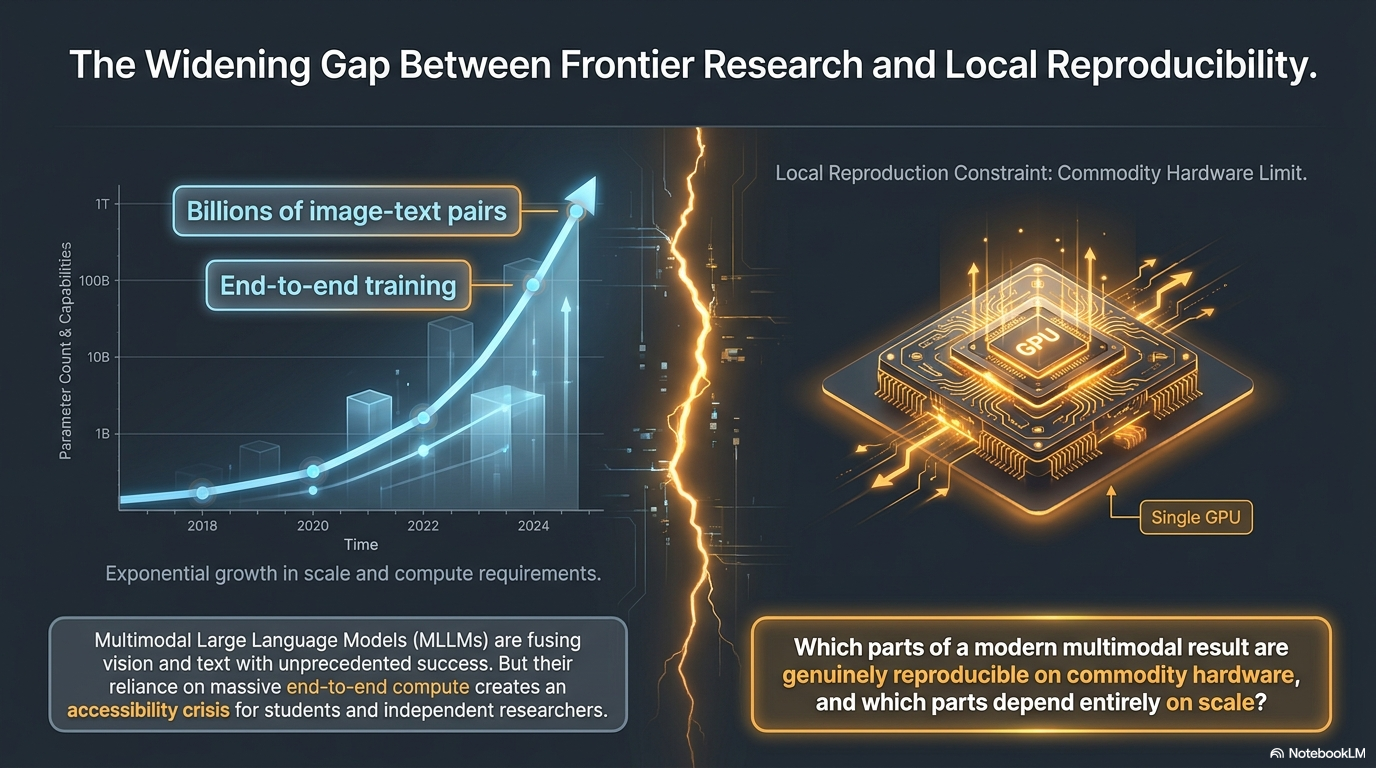 The Widening Gap Between Frontier Research and Local Reproducibility.
Parameter Count & Capabilities
1T
100B
10B
1B
Billions of image-text pairs
End-to-end training
2018
2020
2022
2024
Time
Exponential growth in scale and compute requirements.
Multimodal Large Language Models (MLLMs) are fusing
vision and text with unprecedented success. But their
reliance on massive end-to-end compute creates an
accessibility crisis for students and independent researchers.
Local Reproduction Constraint: Commodity Hardware Limit.
GPU
Single GPU
Which parts of a modern multimodal result are
genuinely reproducible on commodity hardware,
and which parts depend entirely on scale?
NotebookLM